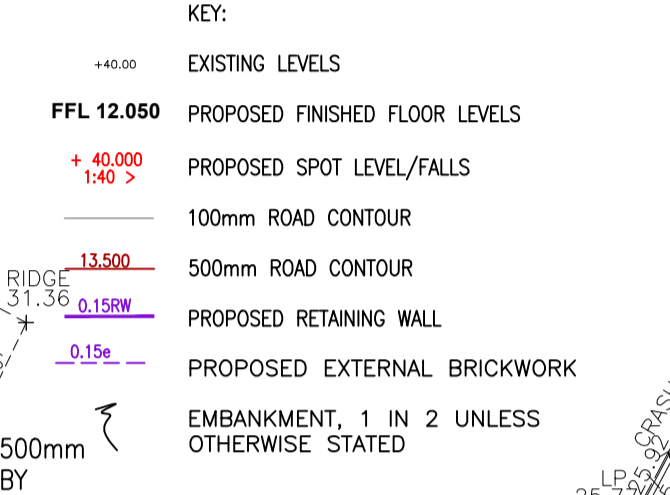 KEY:
+40.00 EXISTING LEVELS
FFL 12.050 PROPOSED FINISHED FLOOR LEVELS
+ 40.000
1:40 >
PROPOSED SPOT LEVEL/FALLS
100mm ROAD CONTOUR
13.500 500mm ROAD CONTOUR
RIDGE
31.36
0.15RW PROPOSED RETAINING WALL
0.15e PROPOSED EXTERNAL BRICKWORK
EMBANKMENT, 1 IN 2 UNLESS
OTHERWISE STATED
500mm
BY
25.92
LP